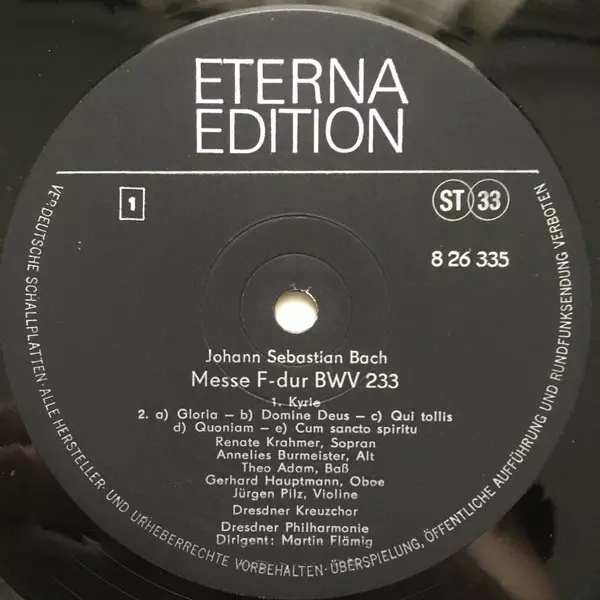 ETERNA
EDITION
1
ST 33
8 26 335
Johann Sebastian Bach
Messe F-dur BWV 233
1. Kyrie
2. a) Gloria – b) Domine Deus – c) Qui tollis
d) Quoniam – e) Cum sancto spiritu
Renate Krahmer, Sopran
Annelies Burmeister, Alt
Theo Adam, Baß
Gerhard Hauptmann, Oboe
Jürgen Pilz, Violine
Dresdner Kreuzchor
Dresdner Philharmonie
Dirigent: Martin Flämig
VEB DEUTSCHE SCHALLPLATTEN · ALLE HERSTELLER- UND URHEBERRECHTE VORBEHALTEN · ÜBERSPIELUNG, ÖFFENTLICHE AUFFÜHRUNG UND RUNDFUNKSENDUNG VERBOTEN